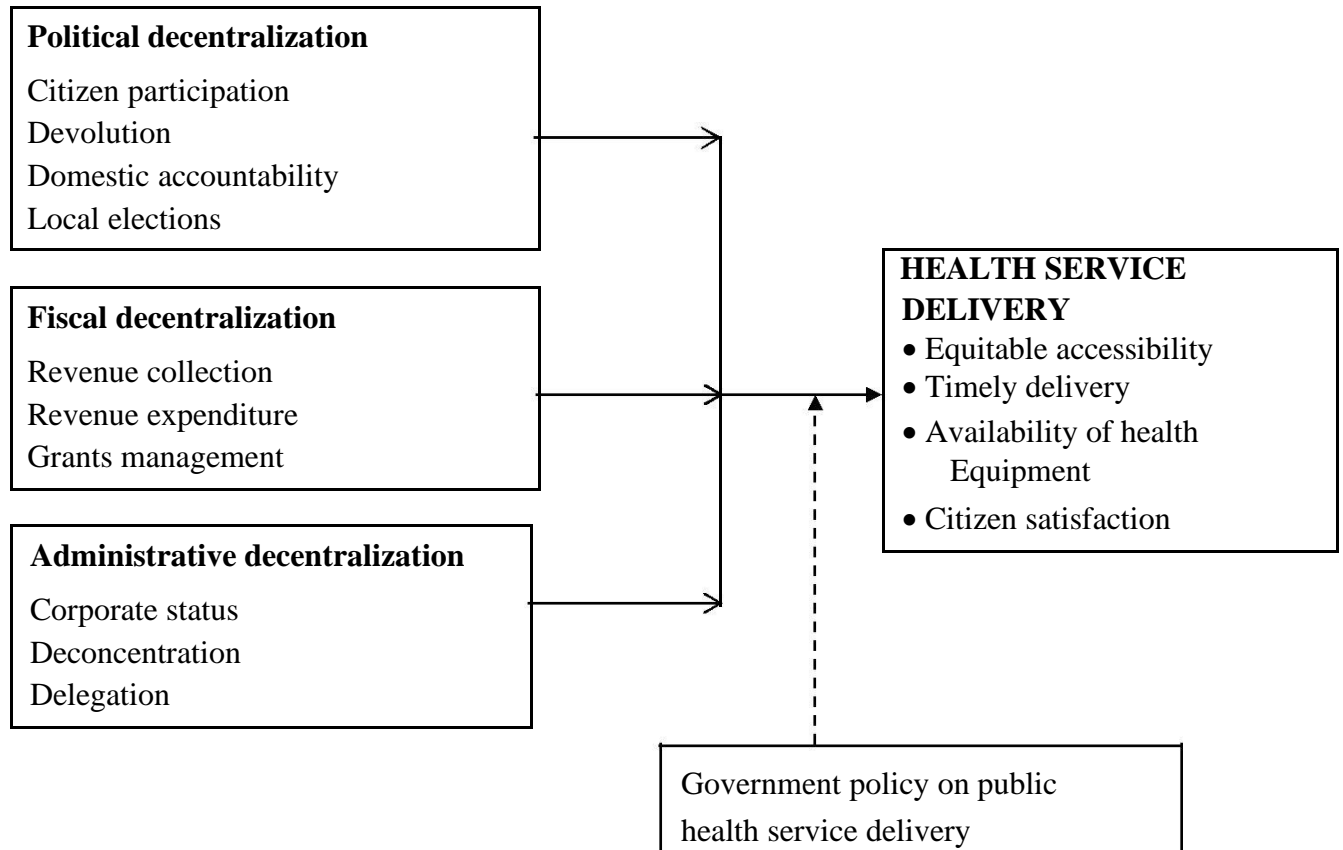 Political decentralization
Citizen participation
Devolution
Domestic accountability
Local elections
Fiscal decentralization
Revenue collection
Revenue expenditure
Grants management
Administrative decentralization
Corporate status
Deconcentration
Delegation
HEALTH SERVICE
DELIVERY
• Equitable accessibility
• Timely delivery
• Availability of health
Equipment
• Citizen satisfaction
Government policy on public
health service delivery